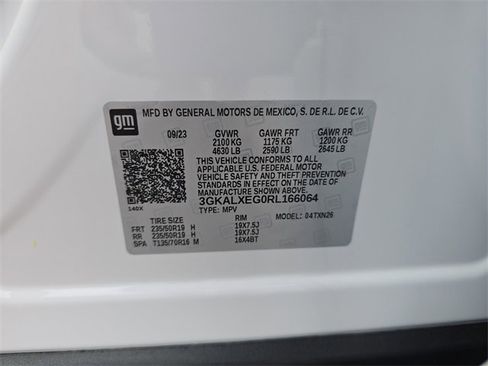 gm
MFD BY GENERAL MOTORS DE MEXICO, S. DE R.L. DE C.V.
09/23 GVWR GAWR FRT GAWR RR
2100 KG 1175 KG 1200 KG
4630 LB 2590 LB 2645 LB
THIS VEHICLE CONFORMS TO ALL
APPLICABLE U.S. FEDERAL MOTOR
VEHICLE SAFETY STANDARDS IN EFFECT ON
THE DATE OF MANUFACTURE SHOWN ABOVE.
3GKALXEG0RL166064
140X TYPE: MPV MODEL: 04TXN26
TIRE SIZE RIM
FRT 235/50R19 H 19X7.5J
RR 235/50R19 H 19X7.5J
SPA T135/70R16 M 16X4BT